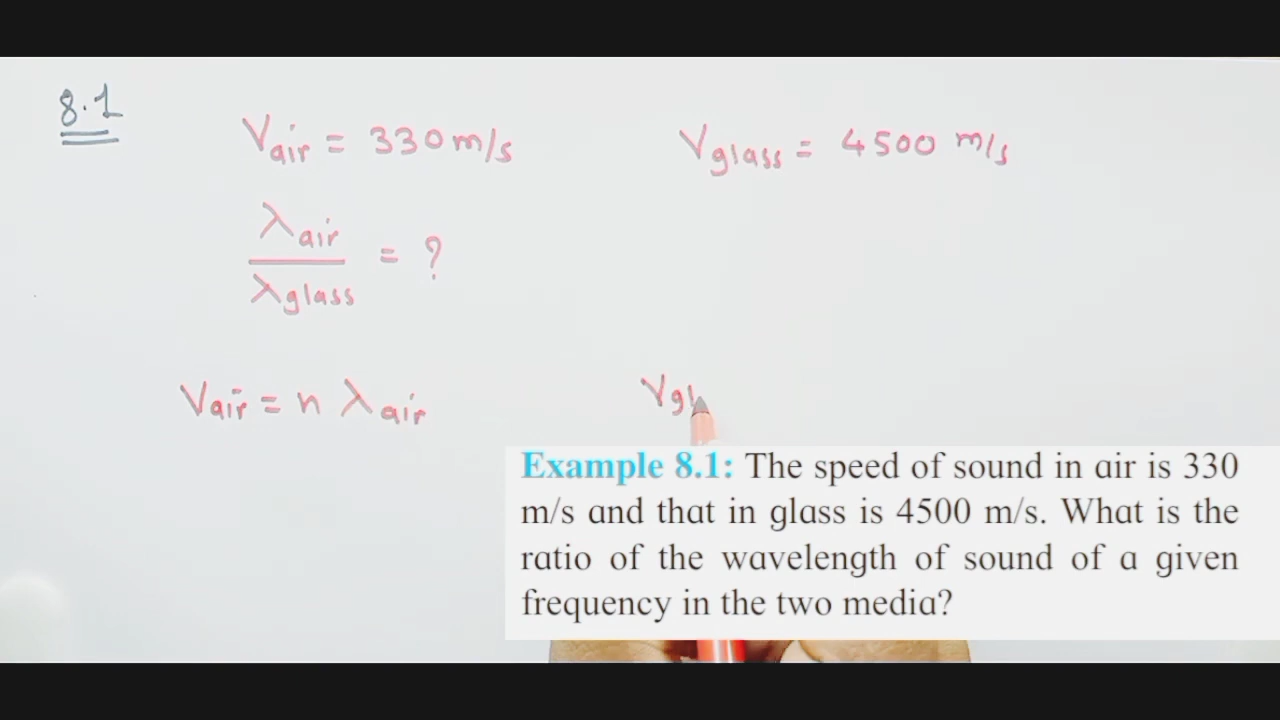 8.1
Vair = 330 m/s
Vglass = 4500 m/s
λair
= ?
λglass
Vair = n λair
Vgl
Example 8.1: The speed of sound in air is 330
m/s and that in glass is 4500 m/s. What is the
ratio of the wavelength of sound of a given
frequency in the two media?